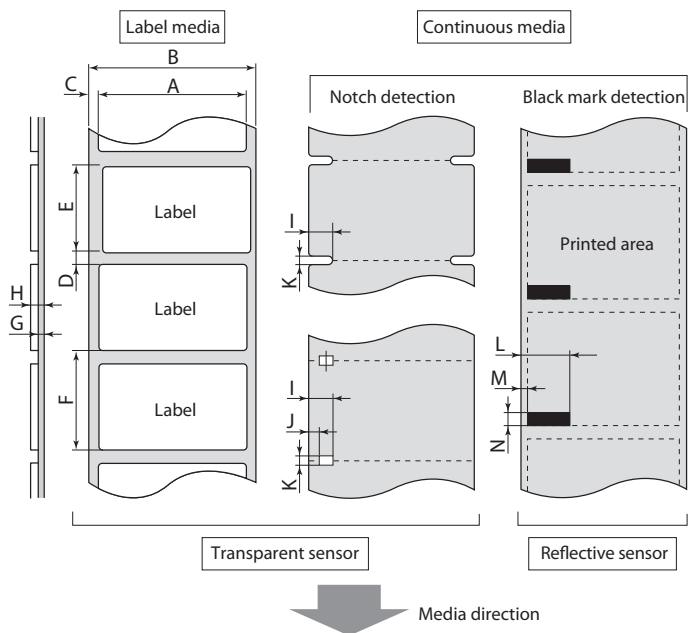 Label media
Continuous media
B
C
A
Notch detection
Black mark detection
E
Label
I
Printed area
D
K
H
Label
G
L
I
M
F
Label
J
N
K
Transparent sensor
Reflective sensor
Media direction